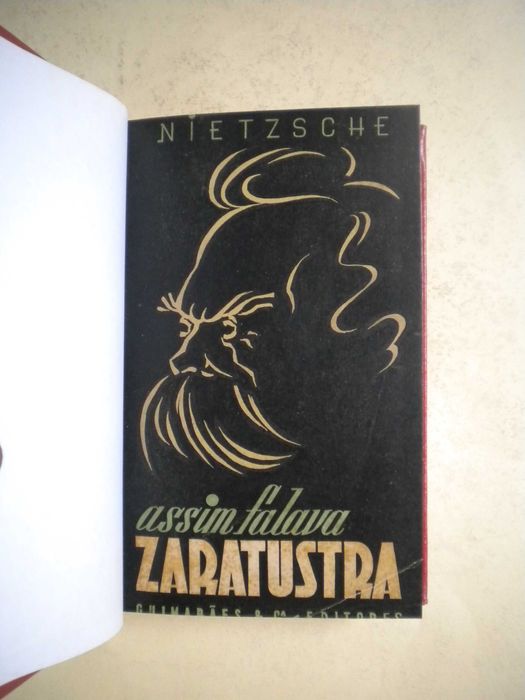 NIETZSCHE
assim falava
ZARATUSTRA
GUIMARÃES & Cª - EDITORES